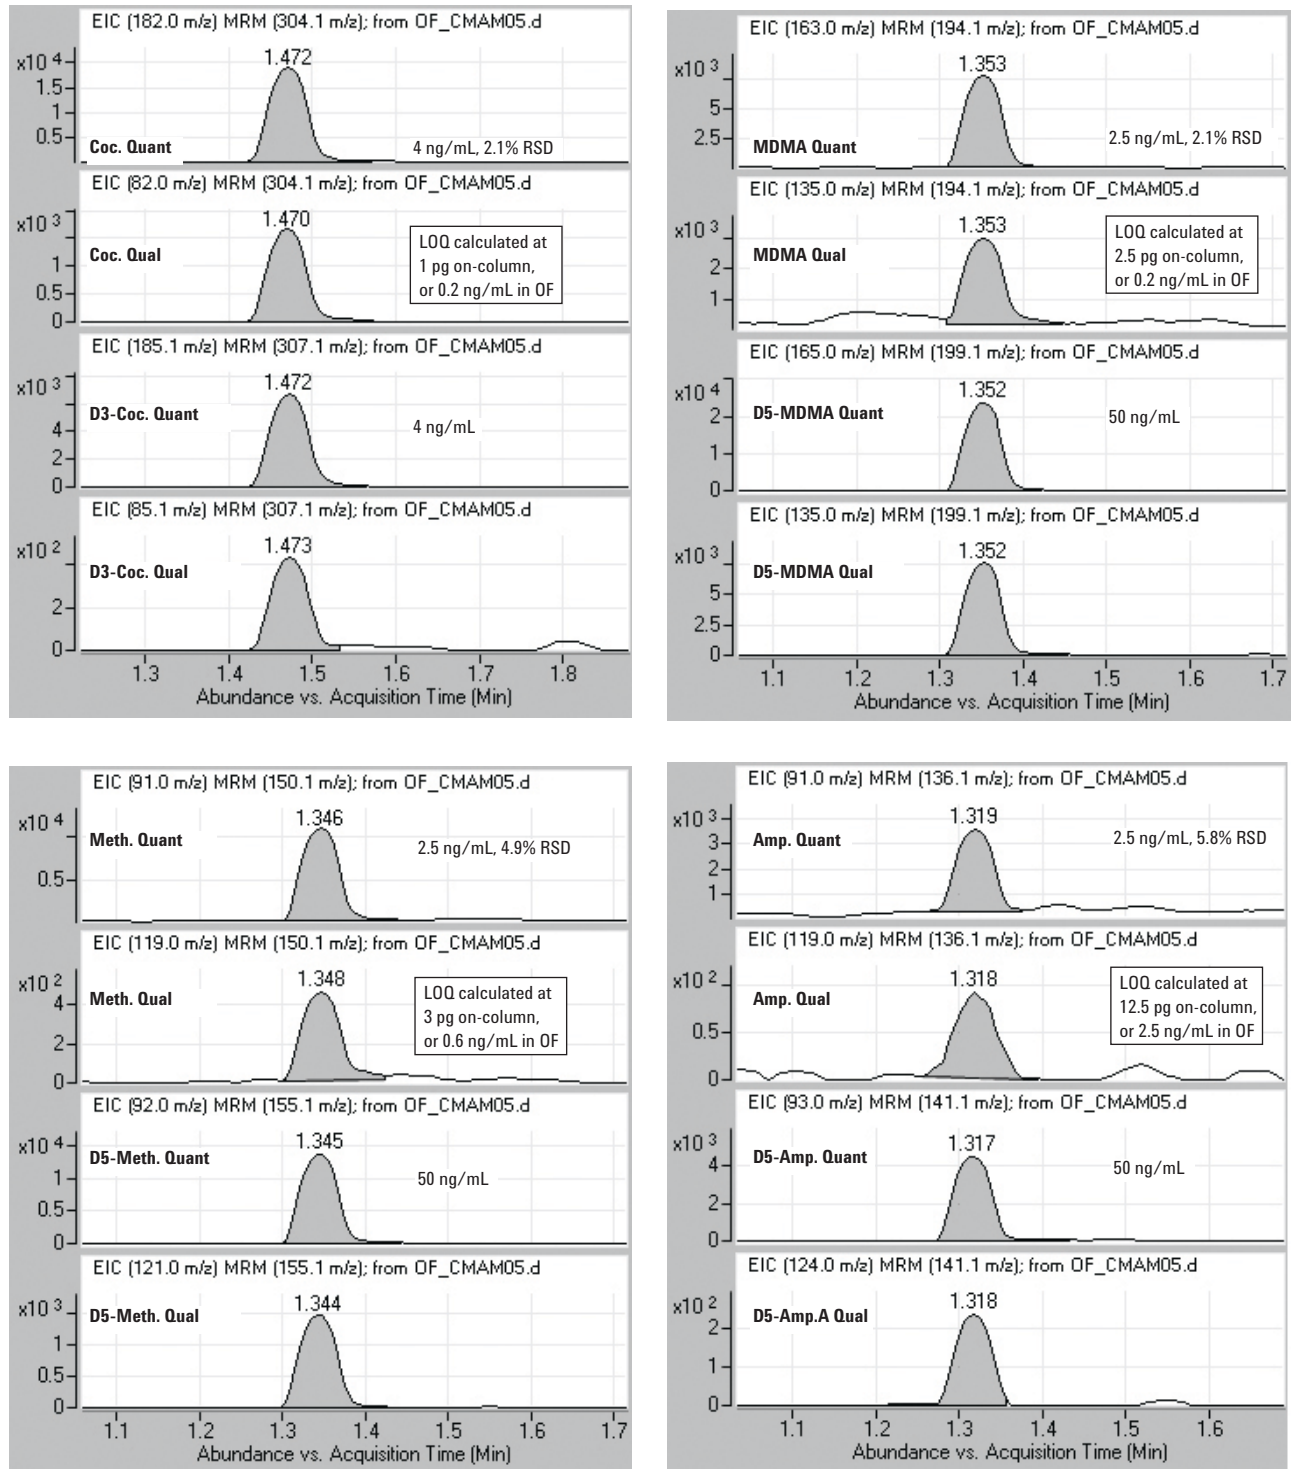 EIC (182.0 m/z) MRM (304.1 m/z); from OF_CMAM05.d
x10 4
1.472
1.5
1
0.5
Coc. Quant
4 ng/mL, 2.1% RSD
EIC (82.0 m/z) MRM (304.1 m/z); from OF_CMAM05.d
x10 3
1.470
Coc. Qual
LOQ calculated at
1 pg on-column,
or 0.2 ng/mL in OF
1
0.5
0
EIC (185.1 m/z) MRM (307.1 m/z); from OF_CMAM05.d
x10 3
1.472
D3-Coc. Quant
4 ng/mL
4
2
0
EIC (85.1 m/z) MRM (307.1 m/z); from OF_CMAM05.d
x10 2
1.473
D3-Coc. Qual
2
0
1.3 1.4 1.5 1.6 1.7 1.8
Abundance vs. Acquisition Time (Min)
EIC (163.0 m/z) MRM (194.1 m/z); from OF_CMAM05.d
x10 3
1.353
5
2.5
MDMA Quant
2.5 ng/mL, 2.1% RSD
EIC (135.0 m/z) MRM (194.1 m/z); from OF_CMAM05.d
x10 3
1.353
MDMA Qual
LOQ calculated at
2.5 pg on-column,
or 0.2 ng/mL in OF
2
1
EIC (165.0 m/z) MRM (199.1 m/z); from OF_CMAM05.d
x10 4
1.352
D5-MDMA Quant
50 ng/mL
2
1
0
EIC (135.0 m/z) MRM (199.1 m/z); from OF_CMAM05.d
x10 3
1.352
D5-MDMA Qual
5
2.5
0
1.1 1.2 1.3 1.4 1.5 1.6 1.7
Abundance vs. Acquisition Time (Min)
EIC (91.0 m/z) MRM (150.1 m/z); from OF_CMAM05.d
x10 4
1.346
Meth. Quant
2.5 ng/mL, 4.9% RSD
0.5
EIC (119.0 m/z) MRM (150.1 m/z); from OF_CMAM05.d
x10 2
1.348
Meth. Qual
LOQ calculated at
3 pg on-column,
or 0.6 ng/mL in OF
4
2
0
EIC (92.0 m/z) MRM (155.1 m/z); from OF_CMAM05.d
x10 4
1.345
D5-Meth. Quant
50 ng/mL
1
0.5
0
EIC (121.0 m/z) MRM (155.1 m/z); from OF_CMAM05.d
x10 3
1.344
D5-Meth. Qual
1
0.5
0
1.1 1.2 1.3 1.4 1.5 1.6 1.7
Abundance vs. Acquisition Time (Min)
EIC (91.0 m/z) MRM (136.1 m/z); from OF_CMAM05.d
x10 3
1.319
Amp. Quant
2.5 ng/mL, 5.8% RSD
3
2
1
EIC (119.0 m/z) MRM (136.1 m/z); from OF_CMAM05.d
x10 2
1.318
Amp. Qual
LOQ calculated at
12.5 pg on-column,
or 2.5 ng/mL in OF
0.5
0
EIC (93.0 m/z) MRM (141.1 m/z); from OF_CMAM05.d
x10 3
1.317
D5-Amp. Quant
50 ng/mL
4
2
0
EIC (124.0 m/z) MRM (141.1 m/z); from OF_CMAM05.d
x10 2
1.318
D5-Amp.A Qual
2
1
0
1.1 1.2 1.3 1.4 1.5 1.6
Abundance vs. Acquisition Time (Min)